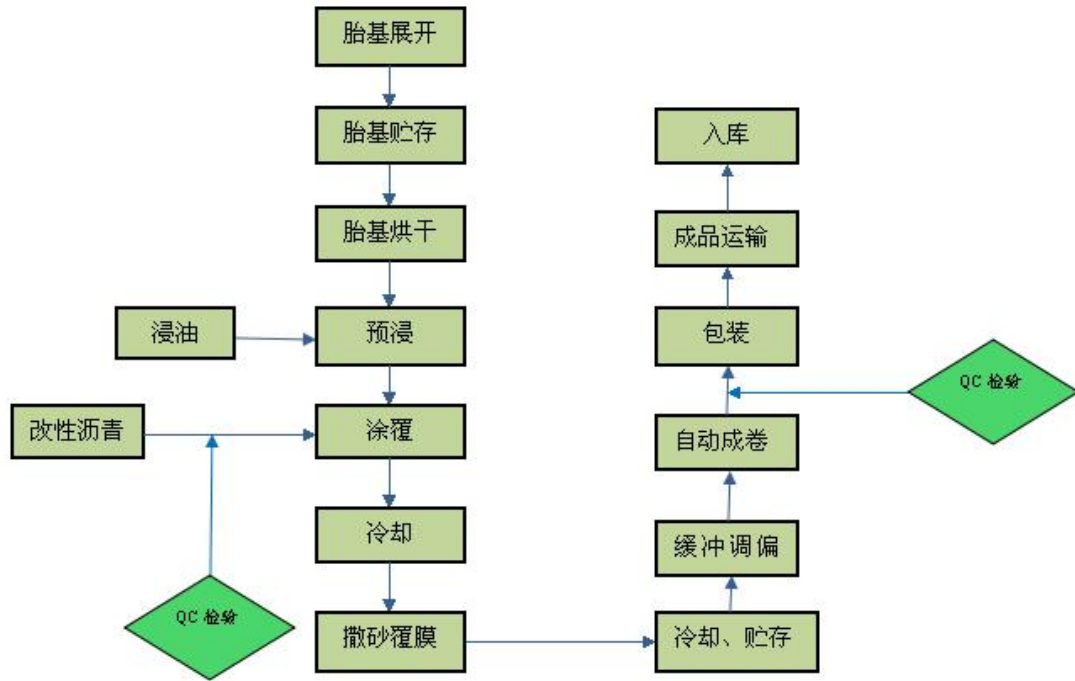 胎基展开
胎基贮存
胎基烘干
浸油
预浸
改性沥青
涂覆
冷却
QC 检验
撒砂覆膜
冷却、贮存
缓冲调偏
自动成卷
QC 检验
包装
成品运输
入库